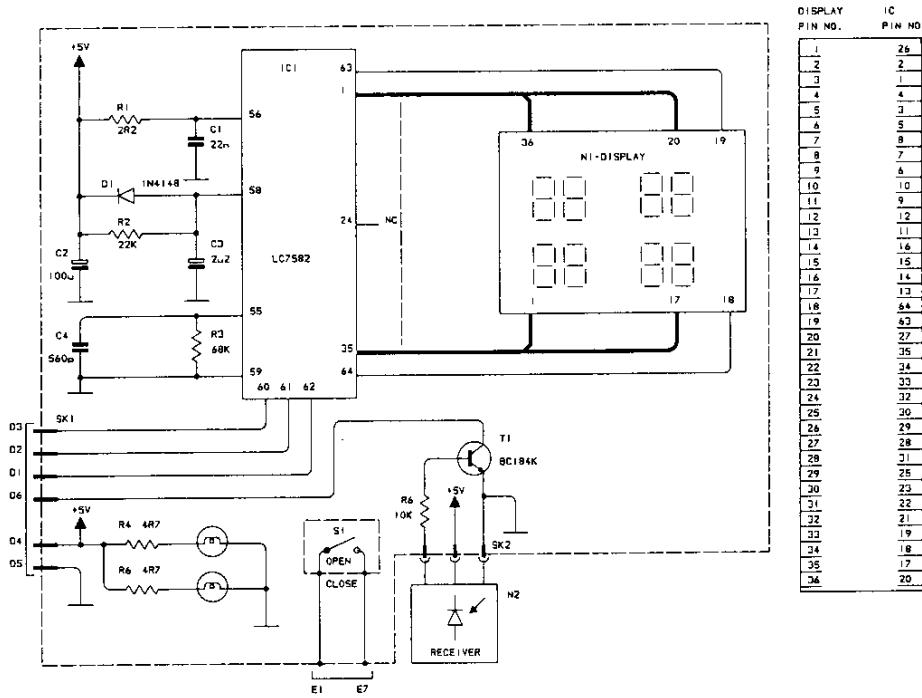 DISPLAY IC
PIN NO. PIN NO
1 26
2 2
3 1
4 4
5 3
6 5
7 8
8 7
9 6
10 10
11 9
12 12
13 11
14 16
15 15
16 14
17 13
18 64
19 63
20 27
21 35
22 34
23 33
24 32
25 30
26 29
27 28
28 31
29 25
30 23
31 22
32 21
33 19
34 18
35 17
36 20
+5V
IC1
63
1
R1
2R2
56
C1
22n
36
20
19
N1-DISPLAY
D1
1N4148
58
R2
22K
24
NC
C2
100u
C3
2u2
LC7582
1
17
18
55
C4
560p
R3
68K
35
59
64
60 61 62
SK1
D3
D2
D1
D6
T1
BC184K
+5V
R6
10K
+5V
D4
R4 4R7
S1
OPEN
SK2
D5
R6 4R7
CLOSE
N2
RECEIVER
E1 E7